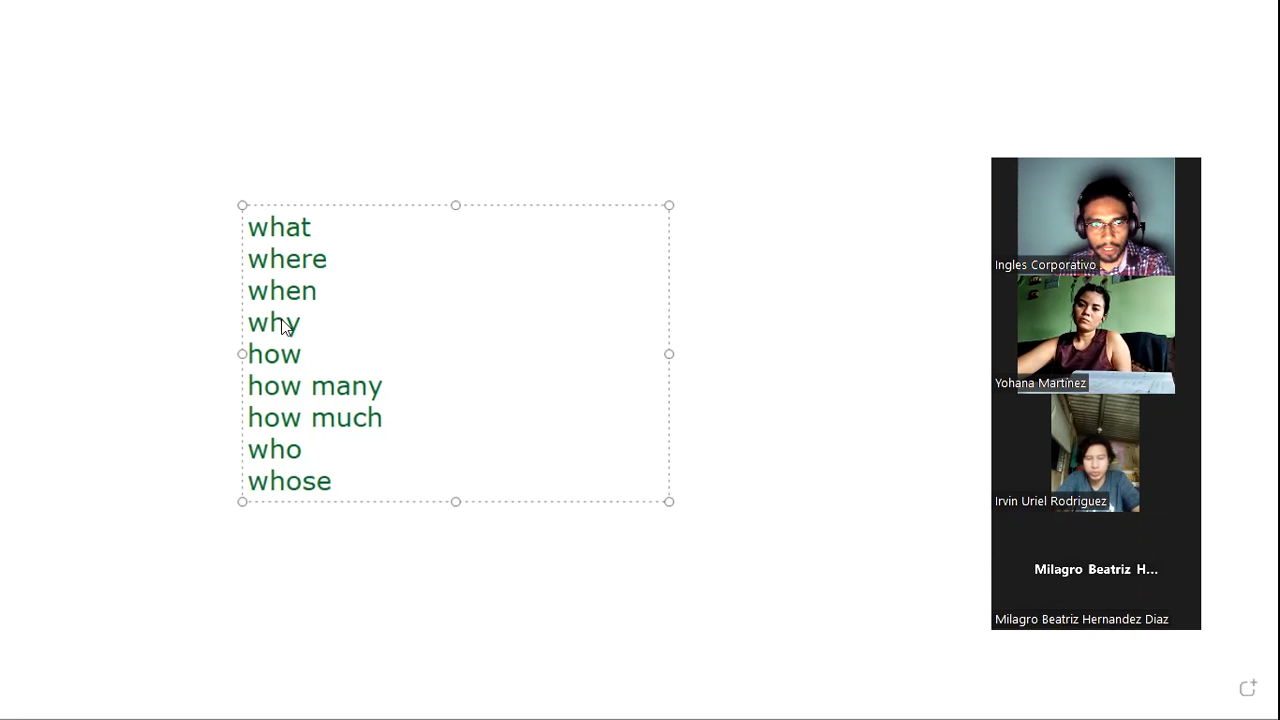 what
where
when
why
how
how many
how much
who
whose
Ingles Corporativo
Yohana Martínez
Irvin Uriel Rodriguez
Milagro Beatriz H...
Milagro Beatriz Hernandez Diaz